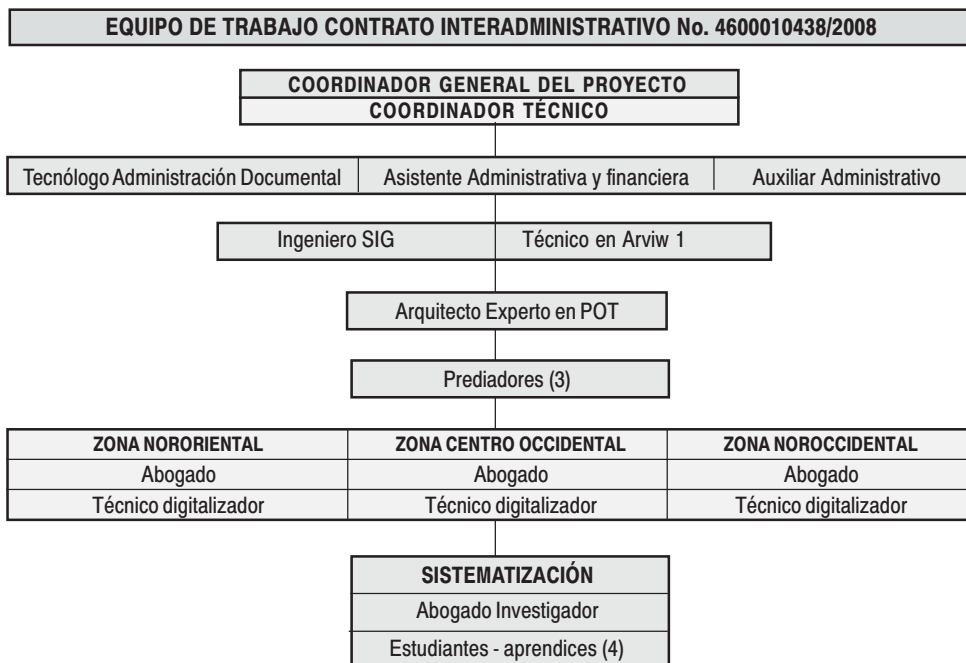 EQUIPO DE TRABAJO CONTRATO INTERADMINISTRATIVO No. 4600010438/2008
COORDINADOR GENERAL DEL PROYECTO
COORDINADOR TÉCNICO
Tecnólogo Administración Documental Asistente Administrativa y financiera Auxiliar Administrativo
Ingeniero SIG Técnico en Arviw 1
Arquitecto Experto en POT
Prediadores (3)
ZONA NORORIENTAL ZONA CENTRO OCCIDENTAL ZONA NOROCCIDENTAL
Abogado Abogado Abogado
Técnico digitalizador Técnico digitalizador Técnico digitalizador
SISTEMATIZACIÓN
Abogado Investigador
Estudiantes - aprendices (4)